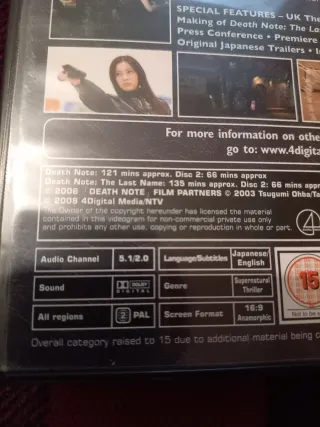 SPECIAL FEATURES – UK The
Making of Death Note: The Los
Press Conference • Premiere
Original Japanese Trailers • In
For more information on othe
go to: www.4digita
Death Note: 121 mins approx. Disc 2: 66 mins approx
Death Note: The Last Name: 135 mins approx. Disc 2: 66 mins appr
© 2006 "DEATH NOTE" FILM PARTNERS © 2003 Tsugumi Ohba/Ta
© 2008 4Digital Media/NTV
The Owner of the copyright hereunder has licensed the material
contained in this videogram for non-commercial private use only
and prohibits any other use, copying or reproduction in whole or part.
Audio Channel 5.1/2.0 Language/Subtitles Japanese/English
Sound DOLBY DIGITAL Genre Supernatural Thriller
All regions 2 PAL Screen Format 16:9 Anamorphic
15
Not to be s
Overall category raised to 15 due to additional material being c